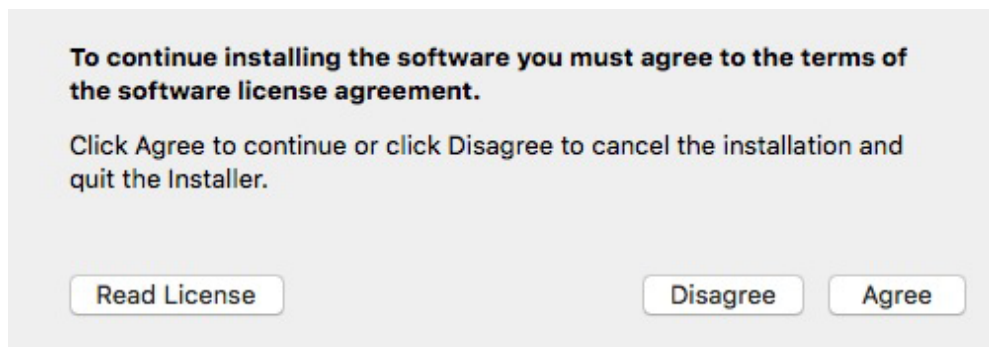 To continue installing the software you must agree to the terms of
the software license agreement.
Click Agree to continue or click Disagree to cancel the installation and
quit the Installer.
Read License
Disagree
Agree